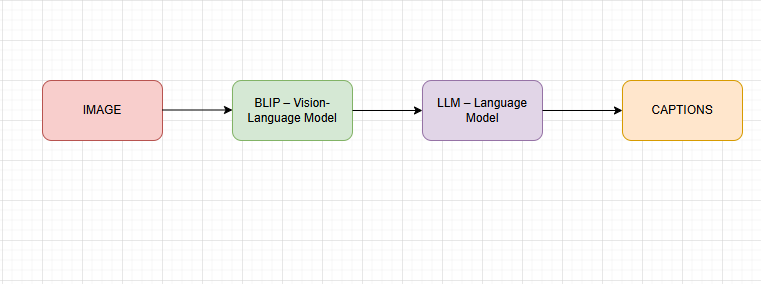 IMAGE
BLIP – Vision-
Language Model
LLM – Language
Model
CAPTIONS